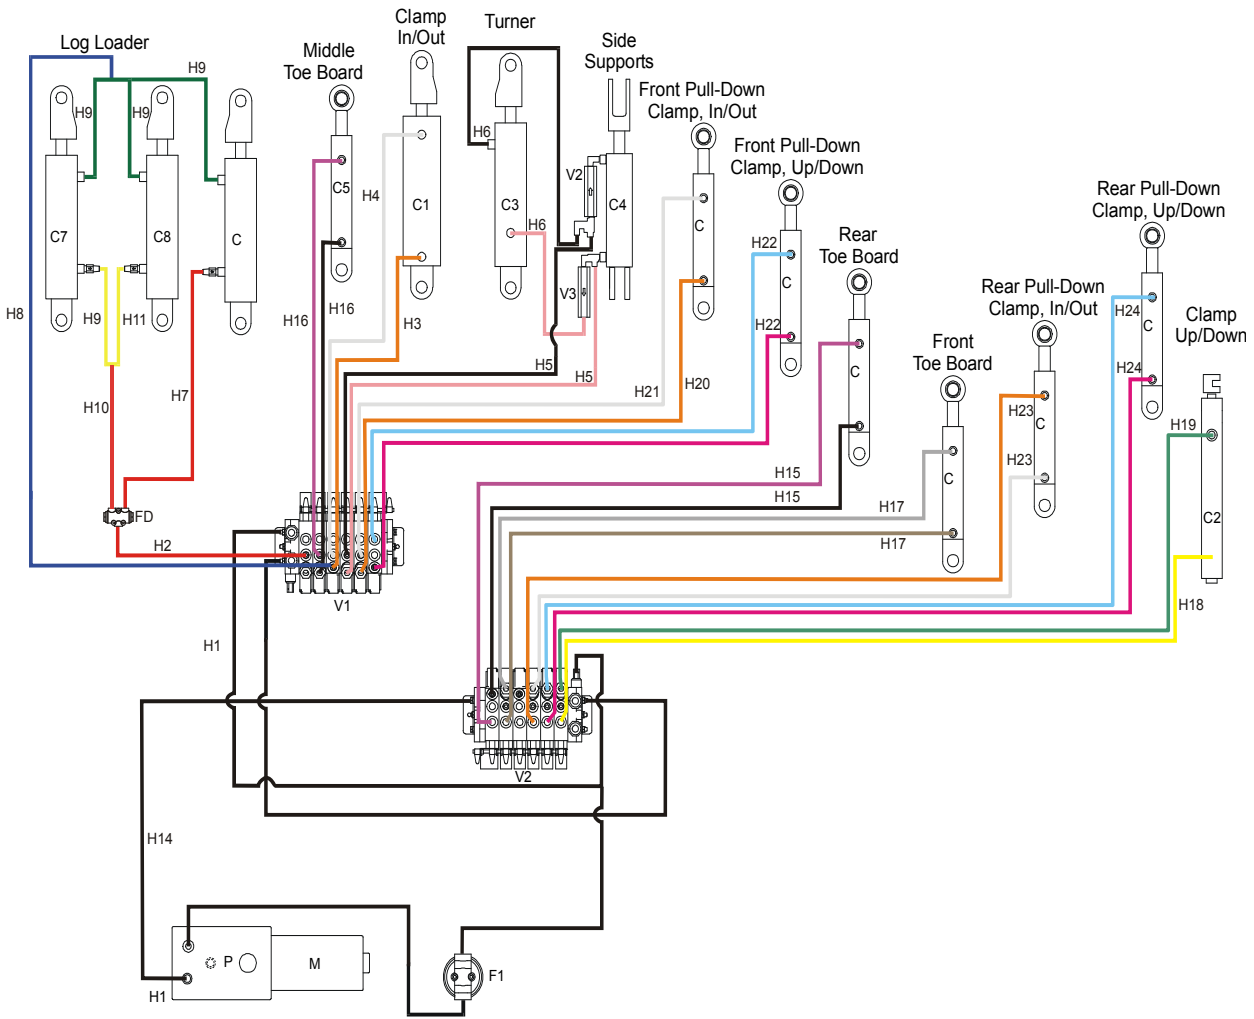 Log Loader
Middle
Toe Board
Clamp
In/Out
Turner
Side
Supports
Front Pull-Down
Clamp, In/Out
Front Pull-Down
Clamp, Up/Down
Rear
Toe Board
Rear Pull-Down
Clamp, Up/Down
Rear Pull-Down
Clamp, In/Out
Front
Toe Board
Clamp
Up/Down
H9
H9
H9
C7
C8
C
C5
H4
C1
H6
C3
H6
V2
C4
V3
C
H22
C
H22
C
H24
C
H24
H23
C
H23
H19
C2
C
H8
H9
H11
H7
H10
H16
H16
H3
H5
H5
H21
H20
H15
H15
H17
H17
H18
FD
H2
V1
H1
V2
H14
P
M
F1
H1